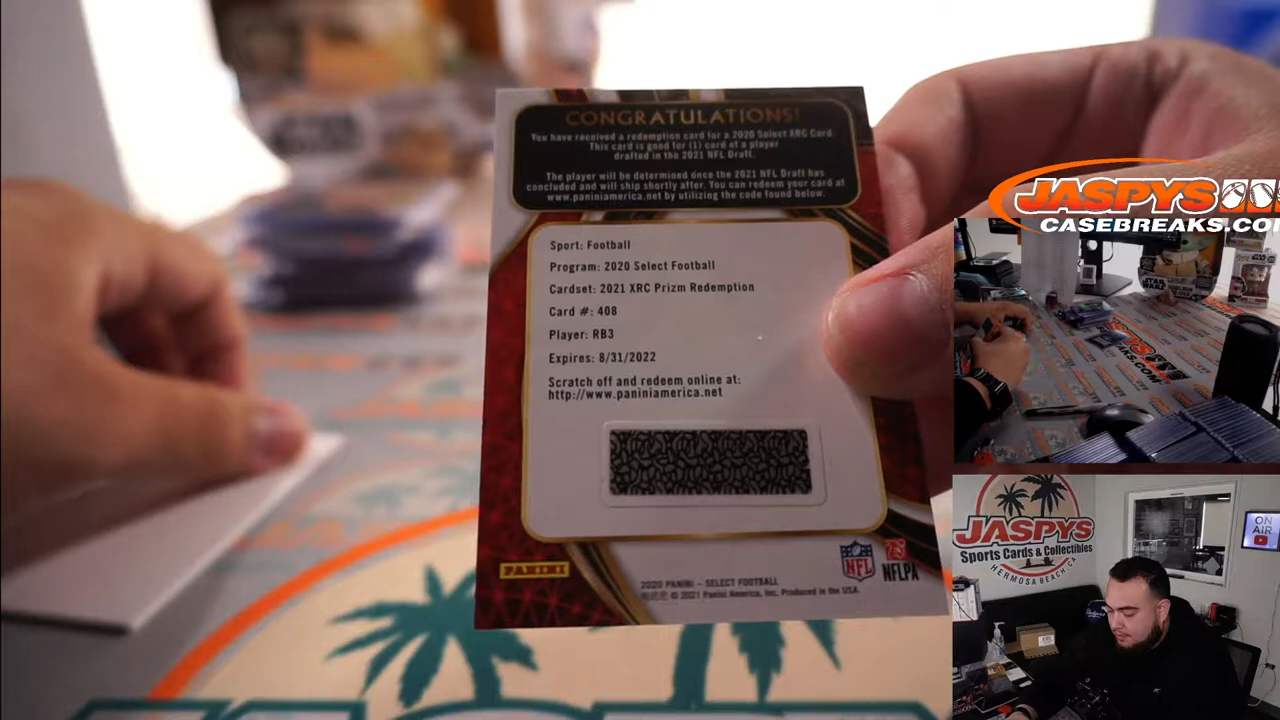 CONGRATULATIONS!
You have received a redemption card for a 2020 Select XRC Card.
This card is good for (1) card of a player
drafted in the 2021 NFL Draft.
The player will be determined once the 2021 NFL Draft has
concluded and will ship shortly after. You can redeem your card at
www.paniniamerica.net by utilizing the code found below.
Sport: Football
Program: 2020 Select Football
Cardset: 2021 XRC Prizm Redemption
Card #: 408
Player: RB3
Expires: 8/31/2022
Scratch off and redeem online at:
http://www.paniniamerica.net
PANINI
NFL
NFLPA
2020 PANINI – SELECT FOOTBALL
© 2021 Panini America, Inc. Produced in the USA.
JASPYS
CASEBREAKS.CO
STAR
WARS
BREAKS.COM
JASPYS
Sports Cards & Collectibles
HERMOSA BEACH CA
ON
AIR